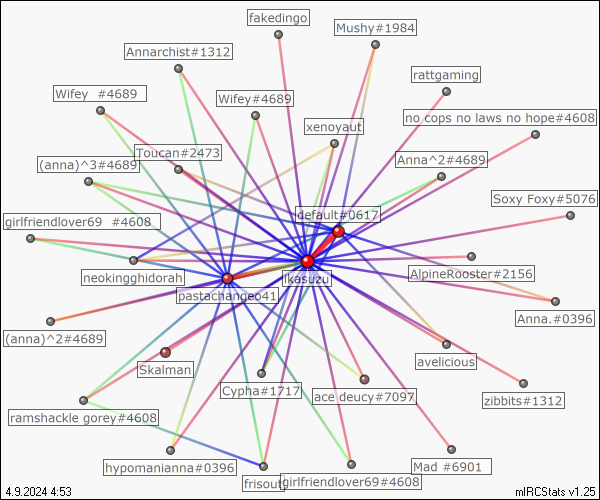 fakedingo
Mushy#1984
Annarchist#1312
rattgaming
Wifey #4689
Wifey#4689
no cops no laws no hope#4608
xenoyaut
Toucan#2473
Anna^2#4689
(anna)^3#4689
Soxy Foxy#5076
default#0617
girlfriendlover69 #4608
neokingghidorah
ikasuzu
AlpineRooster#2156
pastachangeo41
Anna.#0396
(anna)^2#4689
avelicious
Skalman
Cypha#1717
ace deucy#7097
zibbits#1312
ramshackle gorey#4608
hypomanianna#0396
Mad #6901
frisout
girlfriendlover69#4608
4.9.2024 4:53
mIRCStats v1.25